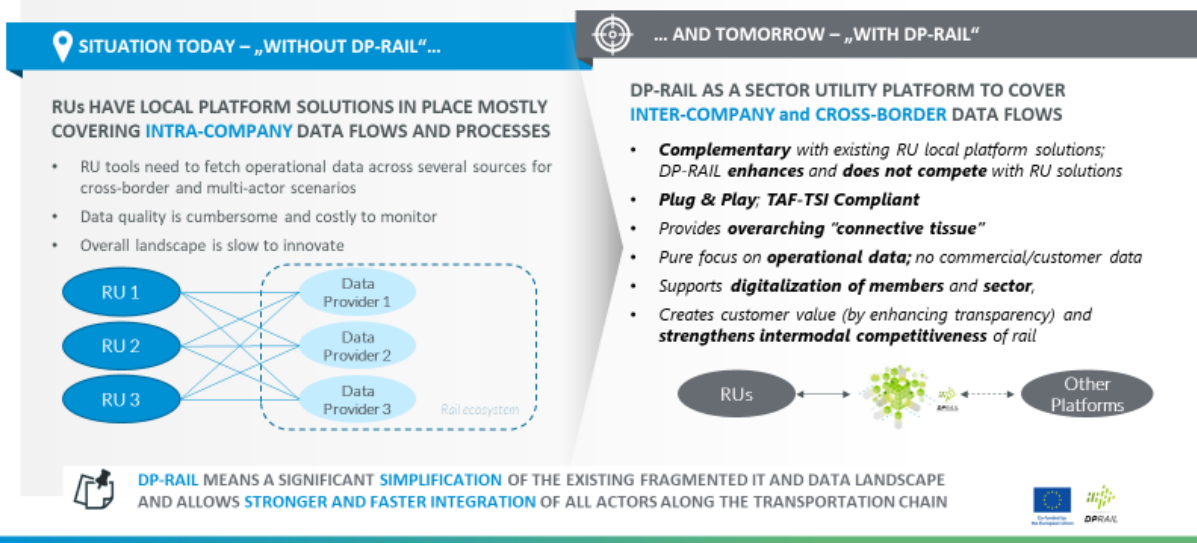 SITUATION TODAY – „WITHOUT DP-RAIL“...
RUs HAVE LOCAL PLATFORM SOLUTIONS IN PLACE MOSTLY
COVERING INTRA-COMPANY DATA FLOWS AND PROCESSES
• RU tools need to fetch operational data across several sources for
cross-border and multi-actor scenarios
• Data quality is cumbersome and costly to monitor
• Overall landscape is slow to innovate
RU 1
RU 2
RU 3
Data
Provider 1
Data
Provider 2
Data
Provider 3
Rail ecosystem
... AND TOMORROW – „WITH DP-RAIL“
DP-RAIL AS A SECTOR UTILITY PLATFORM TO COVER
INTER-COMPANY and CROSS-BORDER DATA FLOWS
• Complementary with existing RU local platform solutions;
DP-RAIL enhances and does not compete with RU solutions
• Plug & Play; TAF-TSI Compliant
• Provides overarching "connective tissue"
• Pure focus on operational data; no commercial/customer data
• Supports digitalization of members and sector,
• Creates customer value (by enhancing transparency) and
strengthens intermodal competitiveness of rail
RUs
DPRAIL
Other
Platforms
DP-RAIL MEANS A SIGNIFICANT SIMPLIFICATION OF THE EXISTING FRAGMENTED IT AND DATA LANDSCAPE
AND ALLOWS STRONGER AND FASTER INTEGRATION OF ALL ACTORS ALONG THE TRANSPORTATION CHAIN
Co-funded by
the European Union
DPRAIL